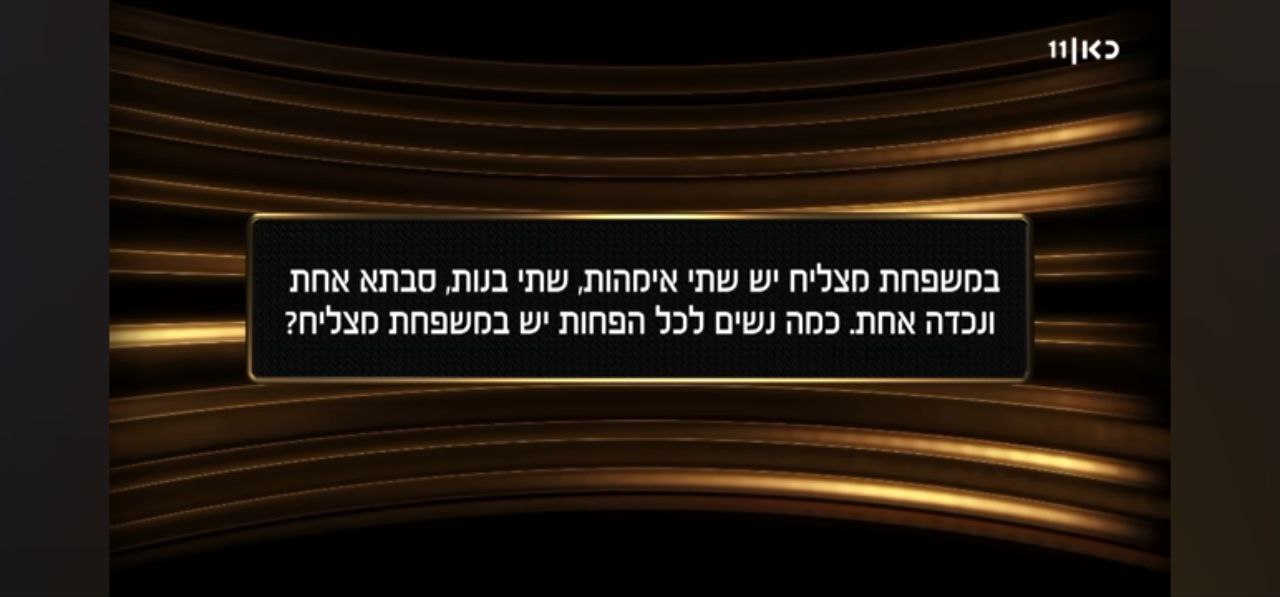 כאן|11
במשפחת מצליח יש שתי אימהות, שתי בנות, סבתא אחת
ונכדה אחת. כמה נשים לכל הפחות יש במשפחת מצליח?